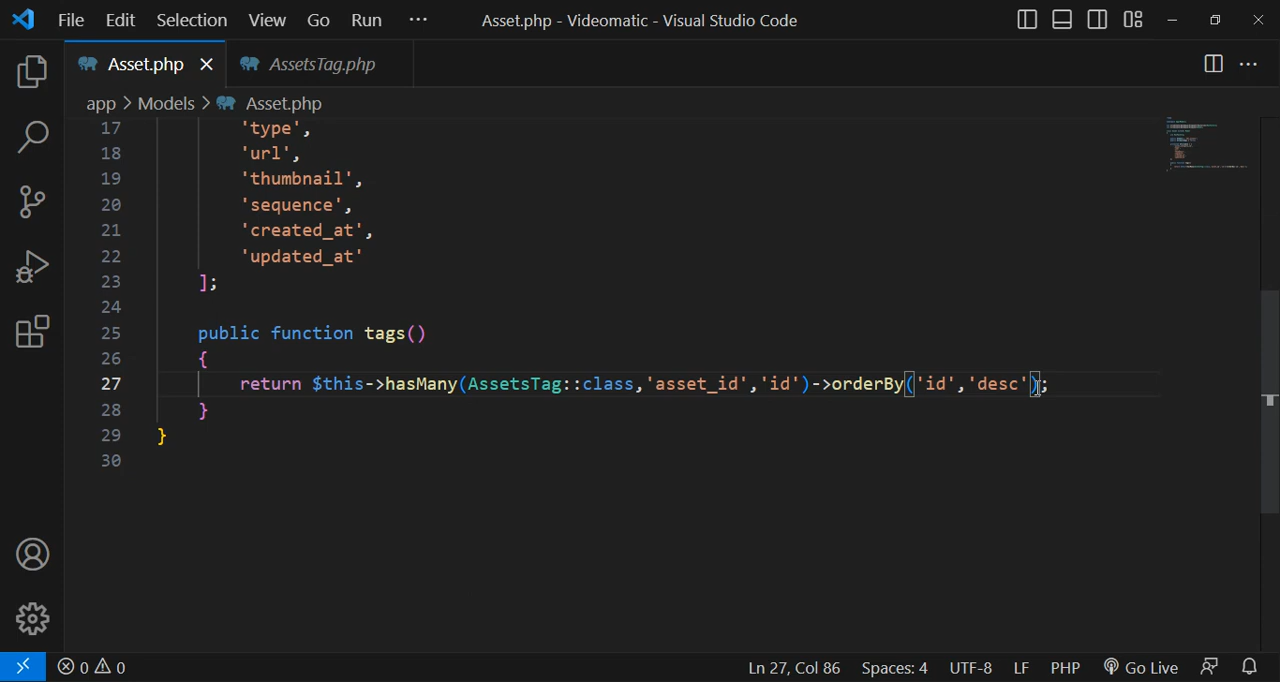 File Edit Selection View Go Run ··· Asset.php - Videomatic - Visual Studio Code
Asset.php AssetsTag.php
app > Models > Asset.php
17 'type',
18 'url',
19 'thumbnail',
20 'sequence',
21 'created_at',
22 'updated_at'
23 ];
24
25 public function tags()
26 {
27 return $this->hasMany(AssetsTag::class,'asset_id','id')->orderBy('id','desc');
28 }
29 }
30
0 0 Ln 27, Col 86 Spaces: 4 UTF-8 LF PHP Go Live